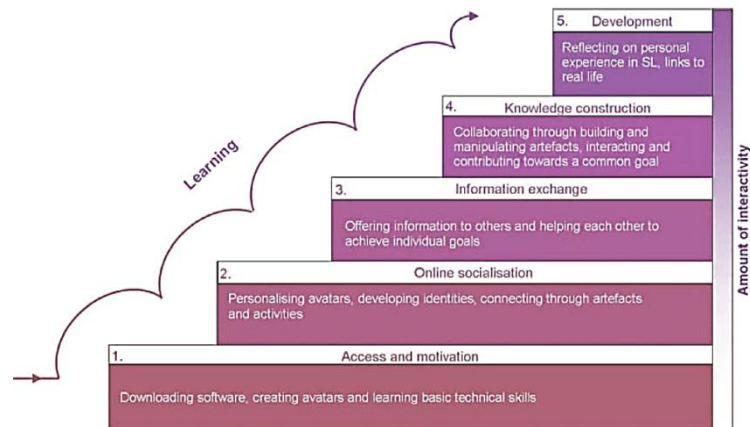 5. Development
Reflecting on personal
experience in SL, links to
real life
4. Knowledge construction
Collaborating through building and
manipulating artefacts, interacting and
contributing towards a common goal
Learning
3. Information exchange
Offering information to others and helping each other to
achieve individual goals
2. Online socialisation
Personalising avatars, developing identities, connecting through artefacts
and activities
1. Access and motivation
Downloading software, creating avatars and learning basic technical skills
Amount of interactivity